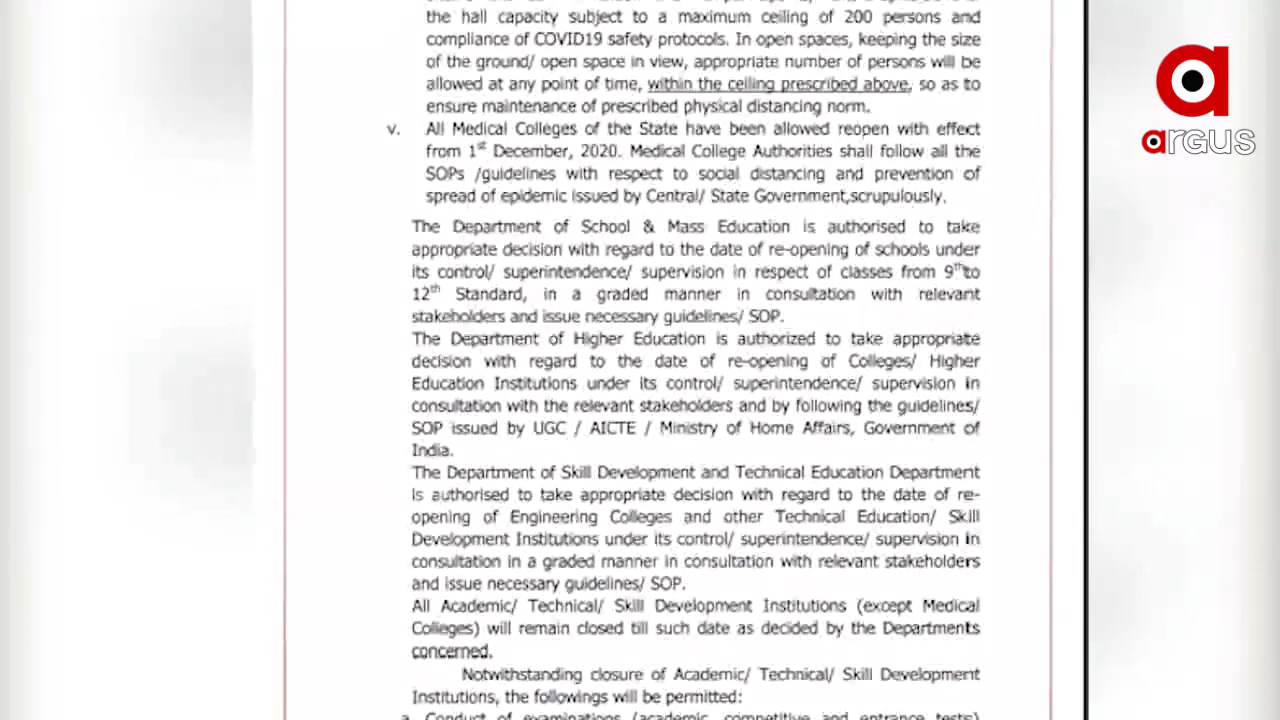 the hall capacity subject to a maximum ceiling of 200 persons and
compliance of COVID19 safety protocols. In open spaces, keeping the size
of the ground/ open space in view, appropriate number of persons will be
allowed at any point of time, within the ceiling prescribed above, so as to
ensure maintenance of prescribed physical distancing norm.
v. All Medical Colleges of the State have been allowed reopen with effect
from 1st December, 2020. Medical College Authorities shall follow all the
SOPs /guidelines with respect to social distancing and prevention of
spread of epidemic issued by Central/ State Government,scrupulously.
The Department of School & Mass Education is authorised to take
appropriate decision with regard to the date of re-opening of schools under
its control/ superintendence/ supervision in respect of classes from 9th to
12th Standard, in a graded manner in consultation with relevant
stakeholders and issue necessary guidelines/ SOP.
The Department of Higher Education is authorized to take appropriate
decision with regard to the date of re-opening of Colleges/ Higher
Education Institutions under its control/ superintendence/ supervision in
consultation with the relevant stakeholders and by following the guidelines/
SOP issued by UGC / AICTE / Ministry of Home Affairs, Government of
India.
The Department of Skill Development and Technical Education Department
is authorised to take appropriate decision with regard to the date of re-
opening of Engineering Colleges and other Technical Education/ Skill
Development Institutions under its control/ superintendence/ supervision in
consultation in a graded manner in consultation with relevant stakeholders
and issue necessary guidelines/ SOP.
All Academic/ Technical/ Skill Development Institutions (except Medical
Colleges) will remain closed till such date as decided by the Departments
concerned.
Notwithstanding closure of Academic/ Technical/ Skill Development
Institutions, the followings will be permitted:
a. Conduct of examinations (academic, competitive and entrance tests)
a
argus